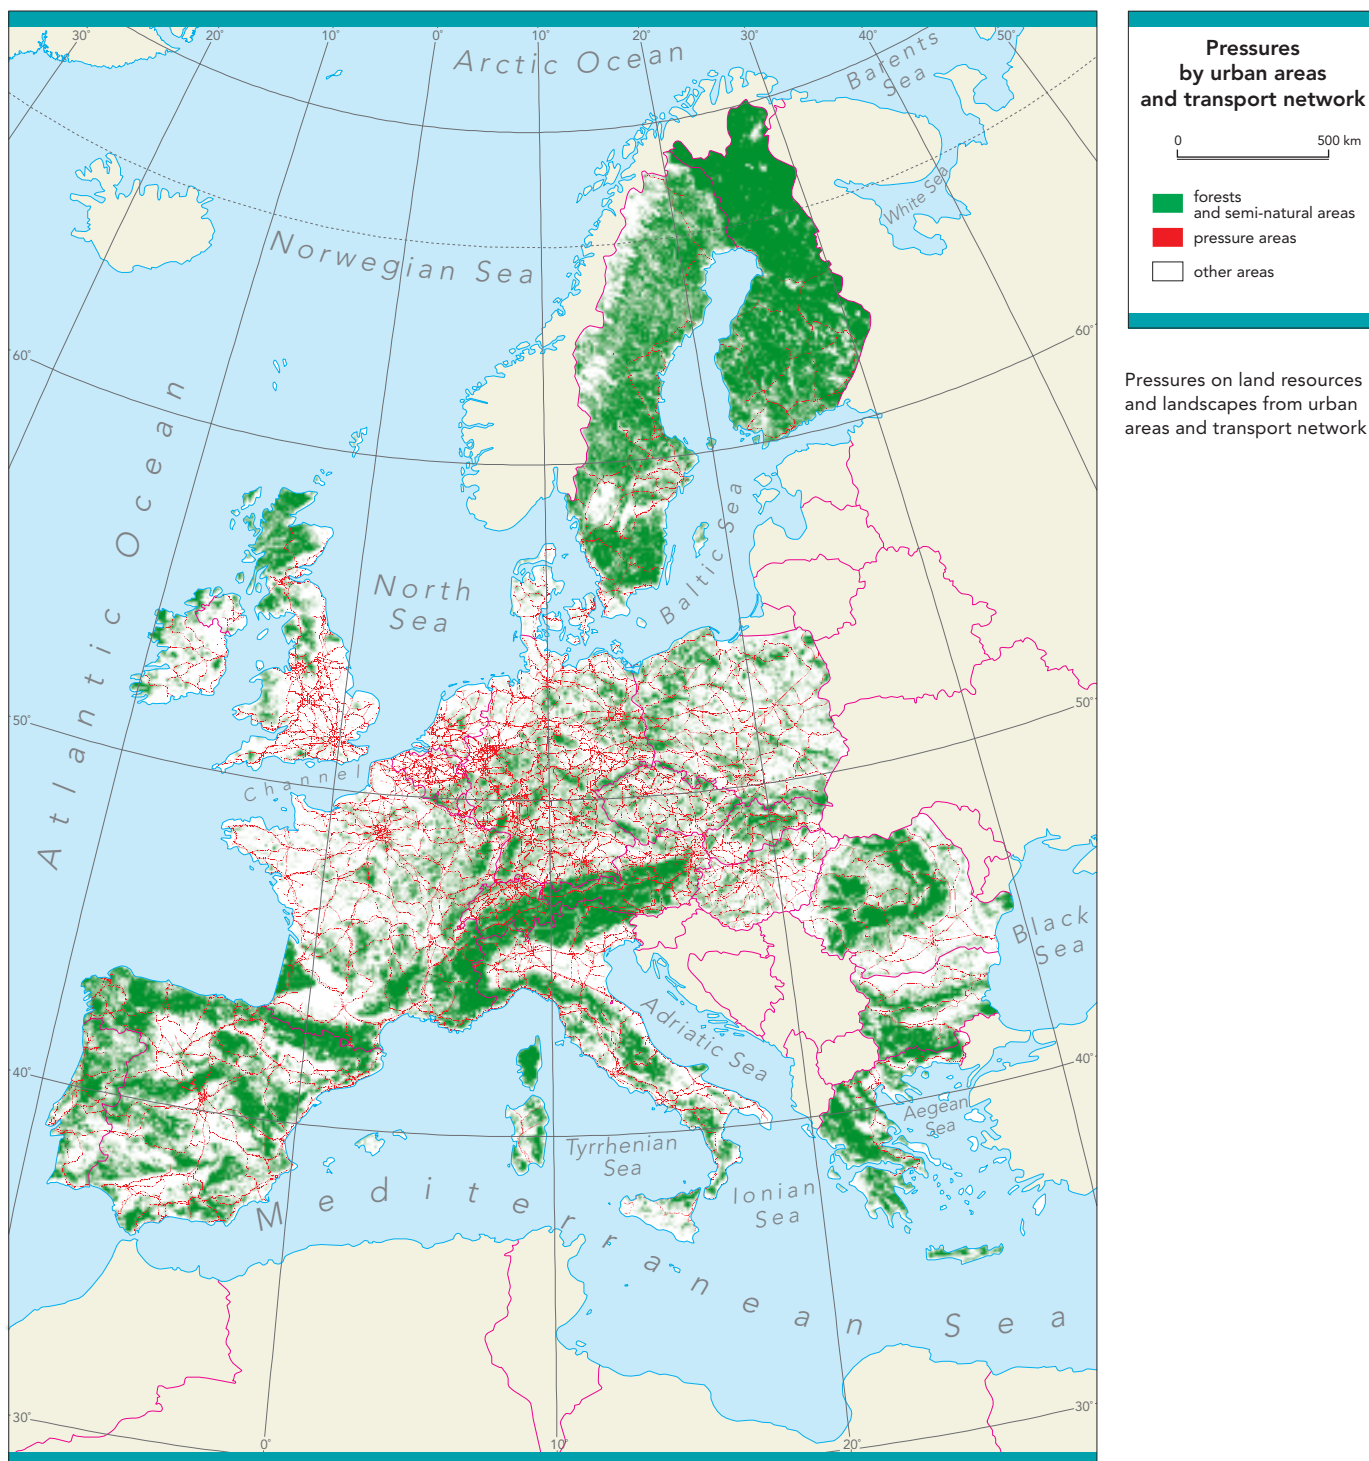 30°
20°
10°
0°
10°
20°
30°
40°
50°
Arctic Ocean
Barents
Sea
White Sea
Norwegian Sea
60°
60°
Atlantic Ocean
North
Sea
Baltic Sea
50°
50°
Channel
Black
Sea
Adriatic Sea
40°
40°
Aegean
Sea
Tyrrhenian
Sea
Ionian
Sea
Mediterranean Sea
30°
30°
0°
10°
20°
Pressures
by urban areas
and transport network
0 500 km
forests
and semi-natural areas
pressure areas
other areas
Pressures on land resources
and landscapes from urban
areas and transport network